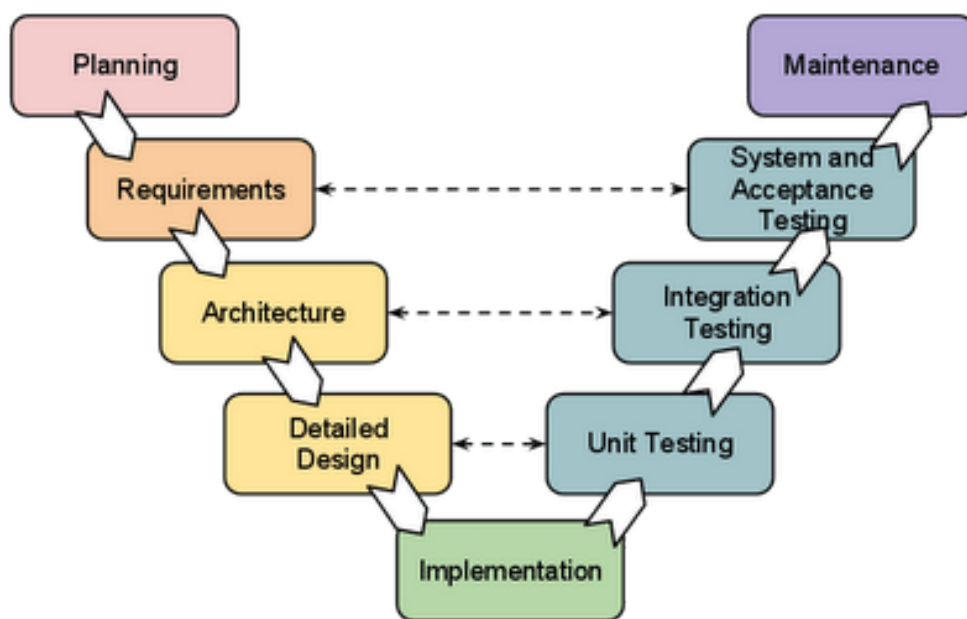 Planning
Maintenance
Requirements
System and
Acceptance
Testing
Architecture
Integration
Testing
Detailed
Design
Unit Testing
Implementation